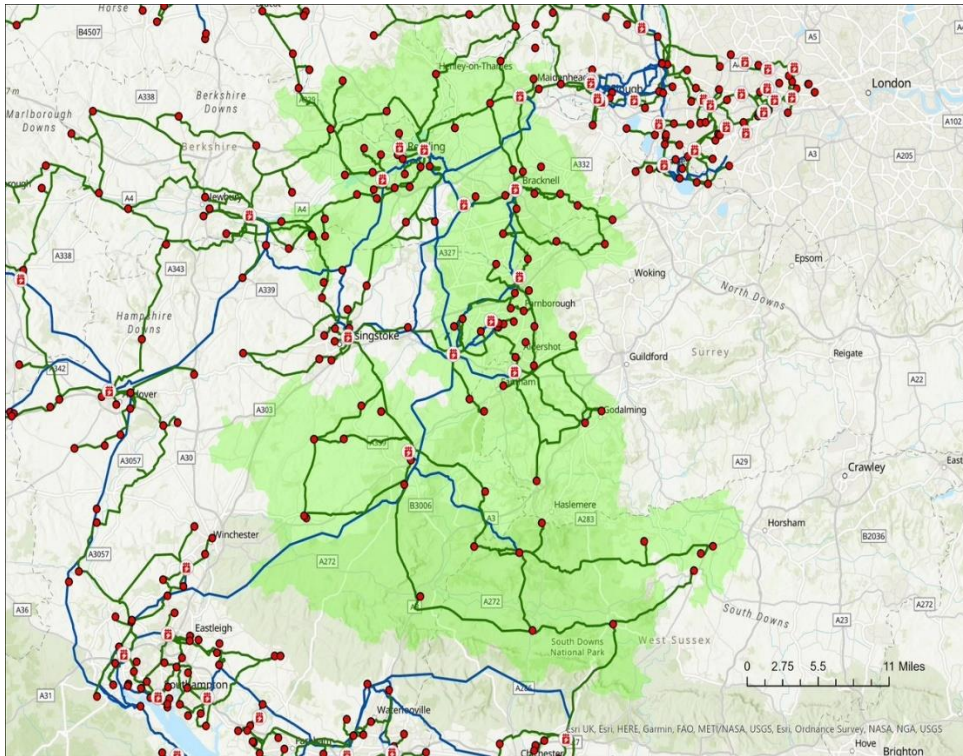 Horse
B4507
Henley-on-Thames
A5
A338
Berkshire
Downs
Maidenhead
London
Marlborough
Downs
A102
Berkshire
A332
A3
A205
Bracknell
A4
A4
A338
A327
A343
Epsom
A339
Woking
North Downs
Hampshire
Downs
Farnborough
Guildford
Surrey
Reigate
A342
A22
A303
Godalming
A3057
A30
A29
Crawley
B3006
Haslemere
A3
A283
Horsham
Winchester
B2036
A3057
A272
A272
A36
A272
South Downs
A23
Eastleigh
South Downs
National Park
West Sussex
0 2.75 5.5 11 Miles
A31
Waterlooville
Esri UK, Esri, HERE, Garmin, FAO, METI/NASA, USGS, Esri, Ordnance Survey, NASA, NGA, USGS
Hove
Brighton